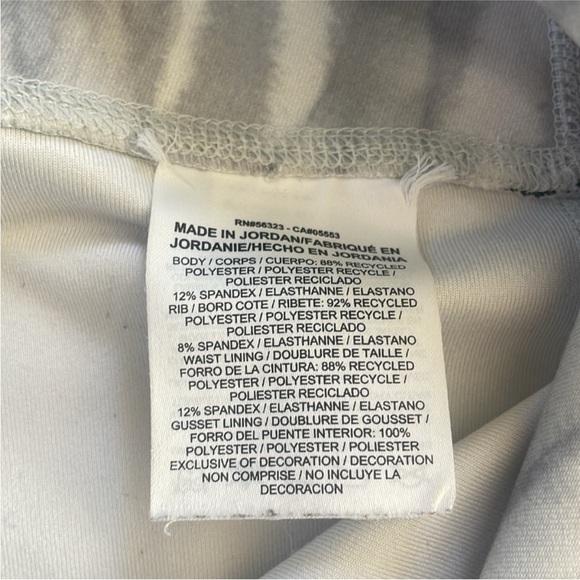 RN#56323 - CA#05553
MADE IN JORDAN/FABRIQUÉ EN
JORDANIE/HECHO EN JORDANIA
BODY / CORPS / CUERPO: 88% RECYCLED
POLYESTER / POLYESTER RECYCLE /
POLIESTER RECICLADO
12% SPANDEX / ELASTHANNE / ELASTANO
RIB / BORD COTE / RIBETE: 92% RECYCLED
POLYESTER / POLYESTER RECYCLE /
POLIESTER RECICLADO
8% SPANDEX / ELASTHANNE / ELASTANO
WAIST LINING / DOUBLURE DE TAILLE /
FORRO DE LA CINTURA: 88% RECYCLED
POLYESTER / POLYESTER RECYCLE /
POLIESTER RECICLADO
12% SPANDEX / ELASTHANNE / ELASTANO
GUSSET LINING / DOUBLURE DE GOUSSET /
FORRO DEL PUENTE INTERIOR: 100%
POLYESTER / POLYESTER / POLIESTER
EXCLUSIVE OF DECORATION / DECORATION
NON COMPRISE / NO INCLUYE LA
DECORACION